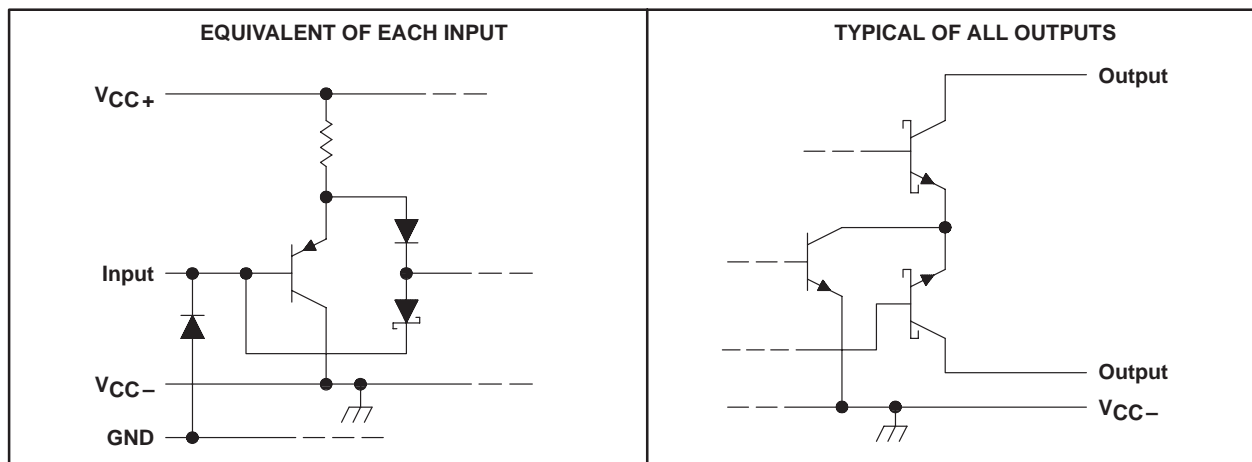 EQUIVALENT OF EACH INPUT
VCC+
Input
VCC−
GND
TYPICAL OF ALL OUTPUTS
Output
Output
VCC−